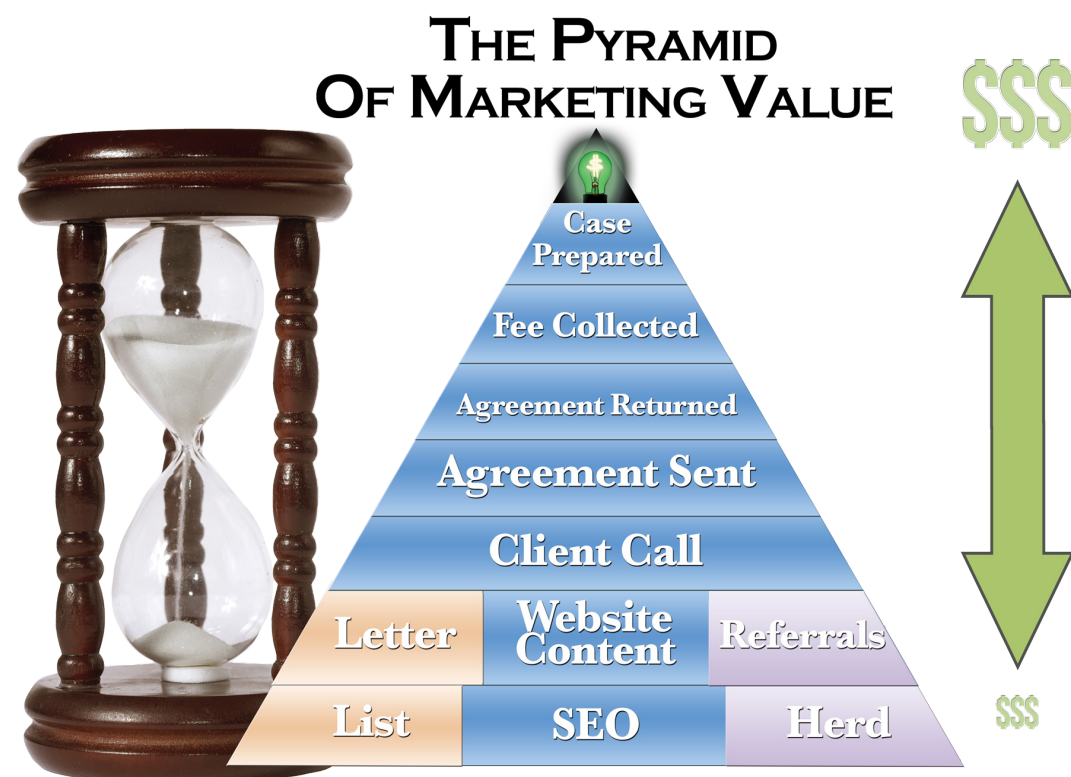 THE PYRAMID
OF MARKETING VALUE
$$$
$
Case
Prepared
Fee Collected
Agreement Returned
Agreement Sent
Client Call
Letter
Website
Content
Referrals
List
SEO
Herd
$$$